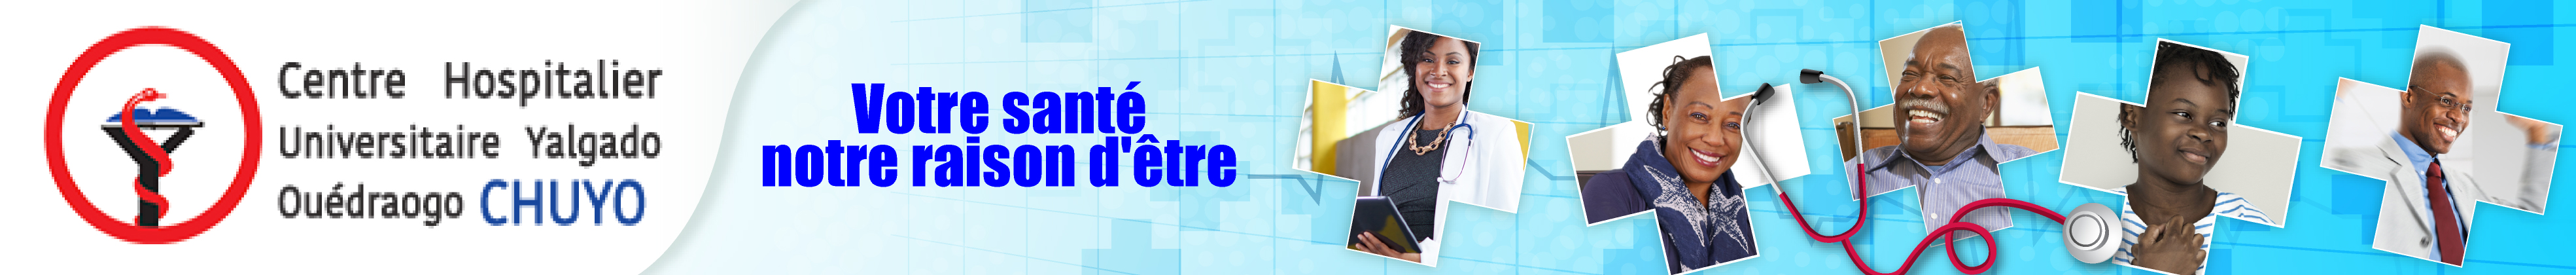 Centre Hospitalier
Universitaire Yalgado
Ouédraogo CHUYO
Votre santé
notre raison d'être